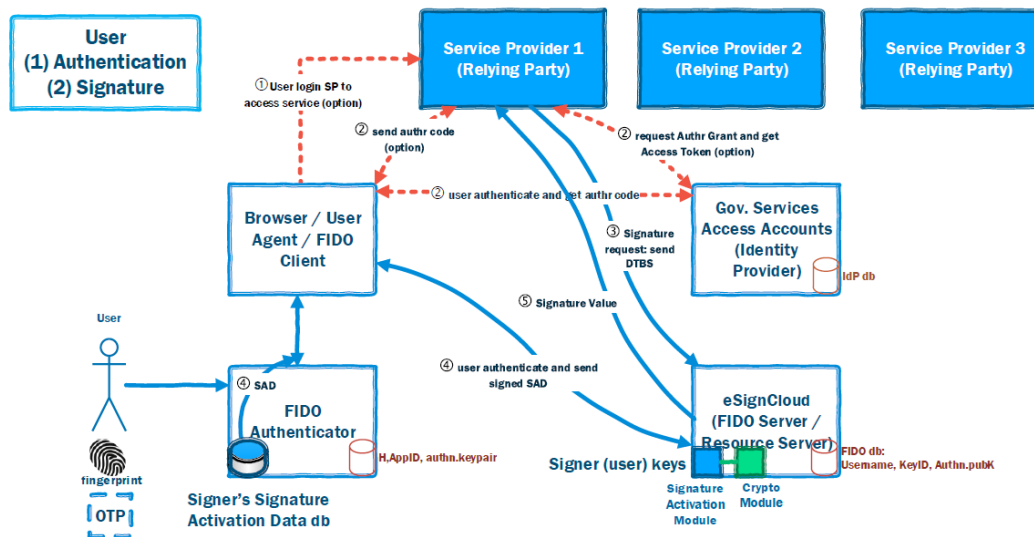 User
(1) Authentication
(2) Signature
Service Provider 1
(Relying Party)
Service Provider 2
(Relying Party)
Service Provider 3
(Relying Party)
① User login SP to
access service (option)
② send authr code
(option)
② request Authr Grant and get
Access Token (option)
② user authenticate and get authr code
Browser / User
Agent / FIDO
Client
Gov. Services
Access Accounts
(Identity
Provider)
IdP db
③ Signature
request: send
DTBS
⑤ Signature Value
User
④ SAD
④ user authenticate and send
signed SAD
FIDO
Authenticator
H,AppID, authn.keypair
eSignCloud
(FIDO Server /
Resource Server)
FIDO db:
Username, KeyID, Authn.pubK
Signer (user) keys
fingerprint
OTP
Signer's Signature
Activation Data db
Signature
Activation
Module
Crypto
Module